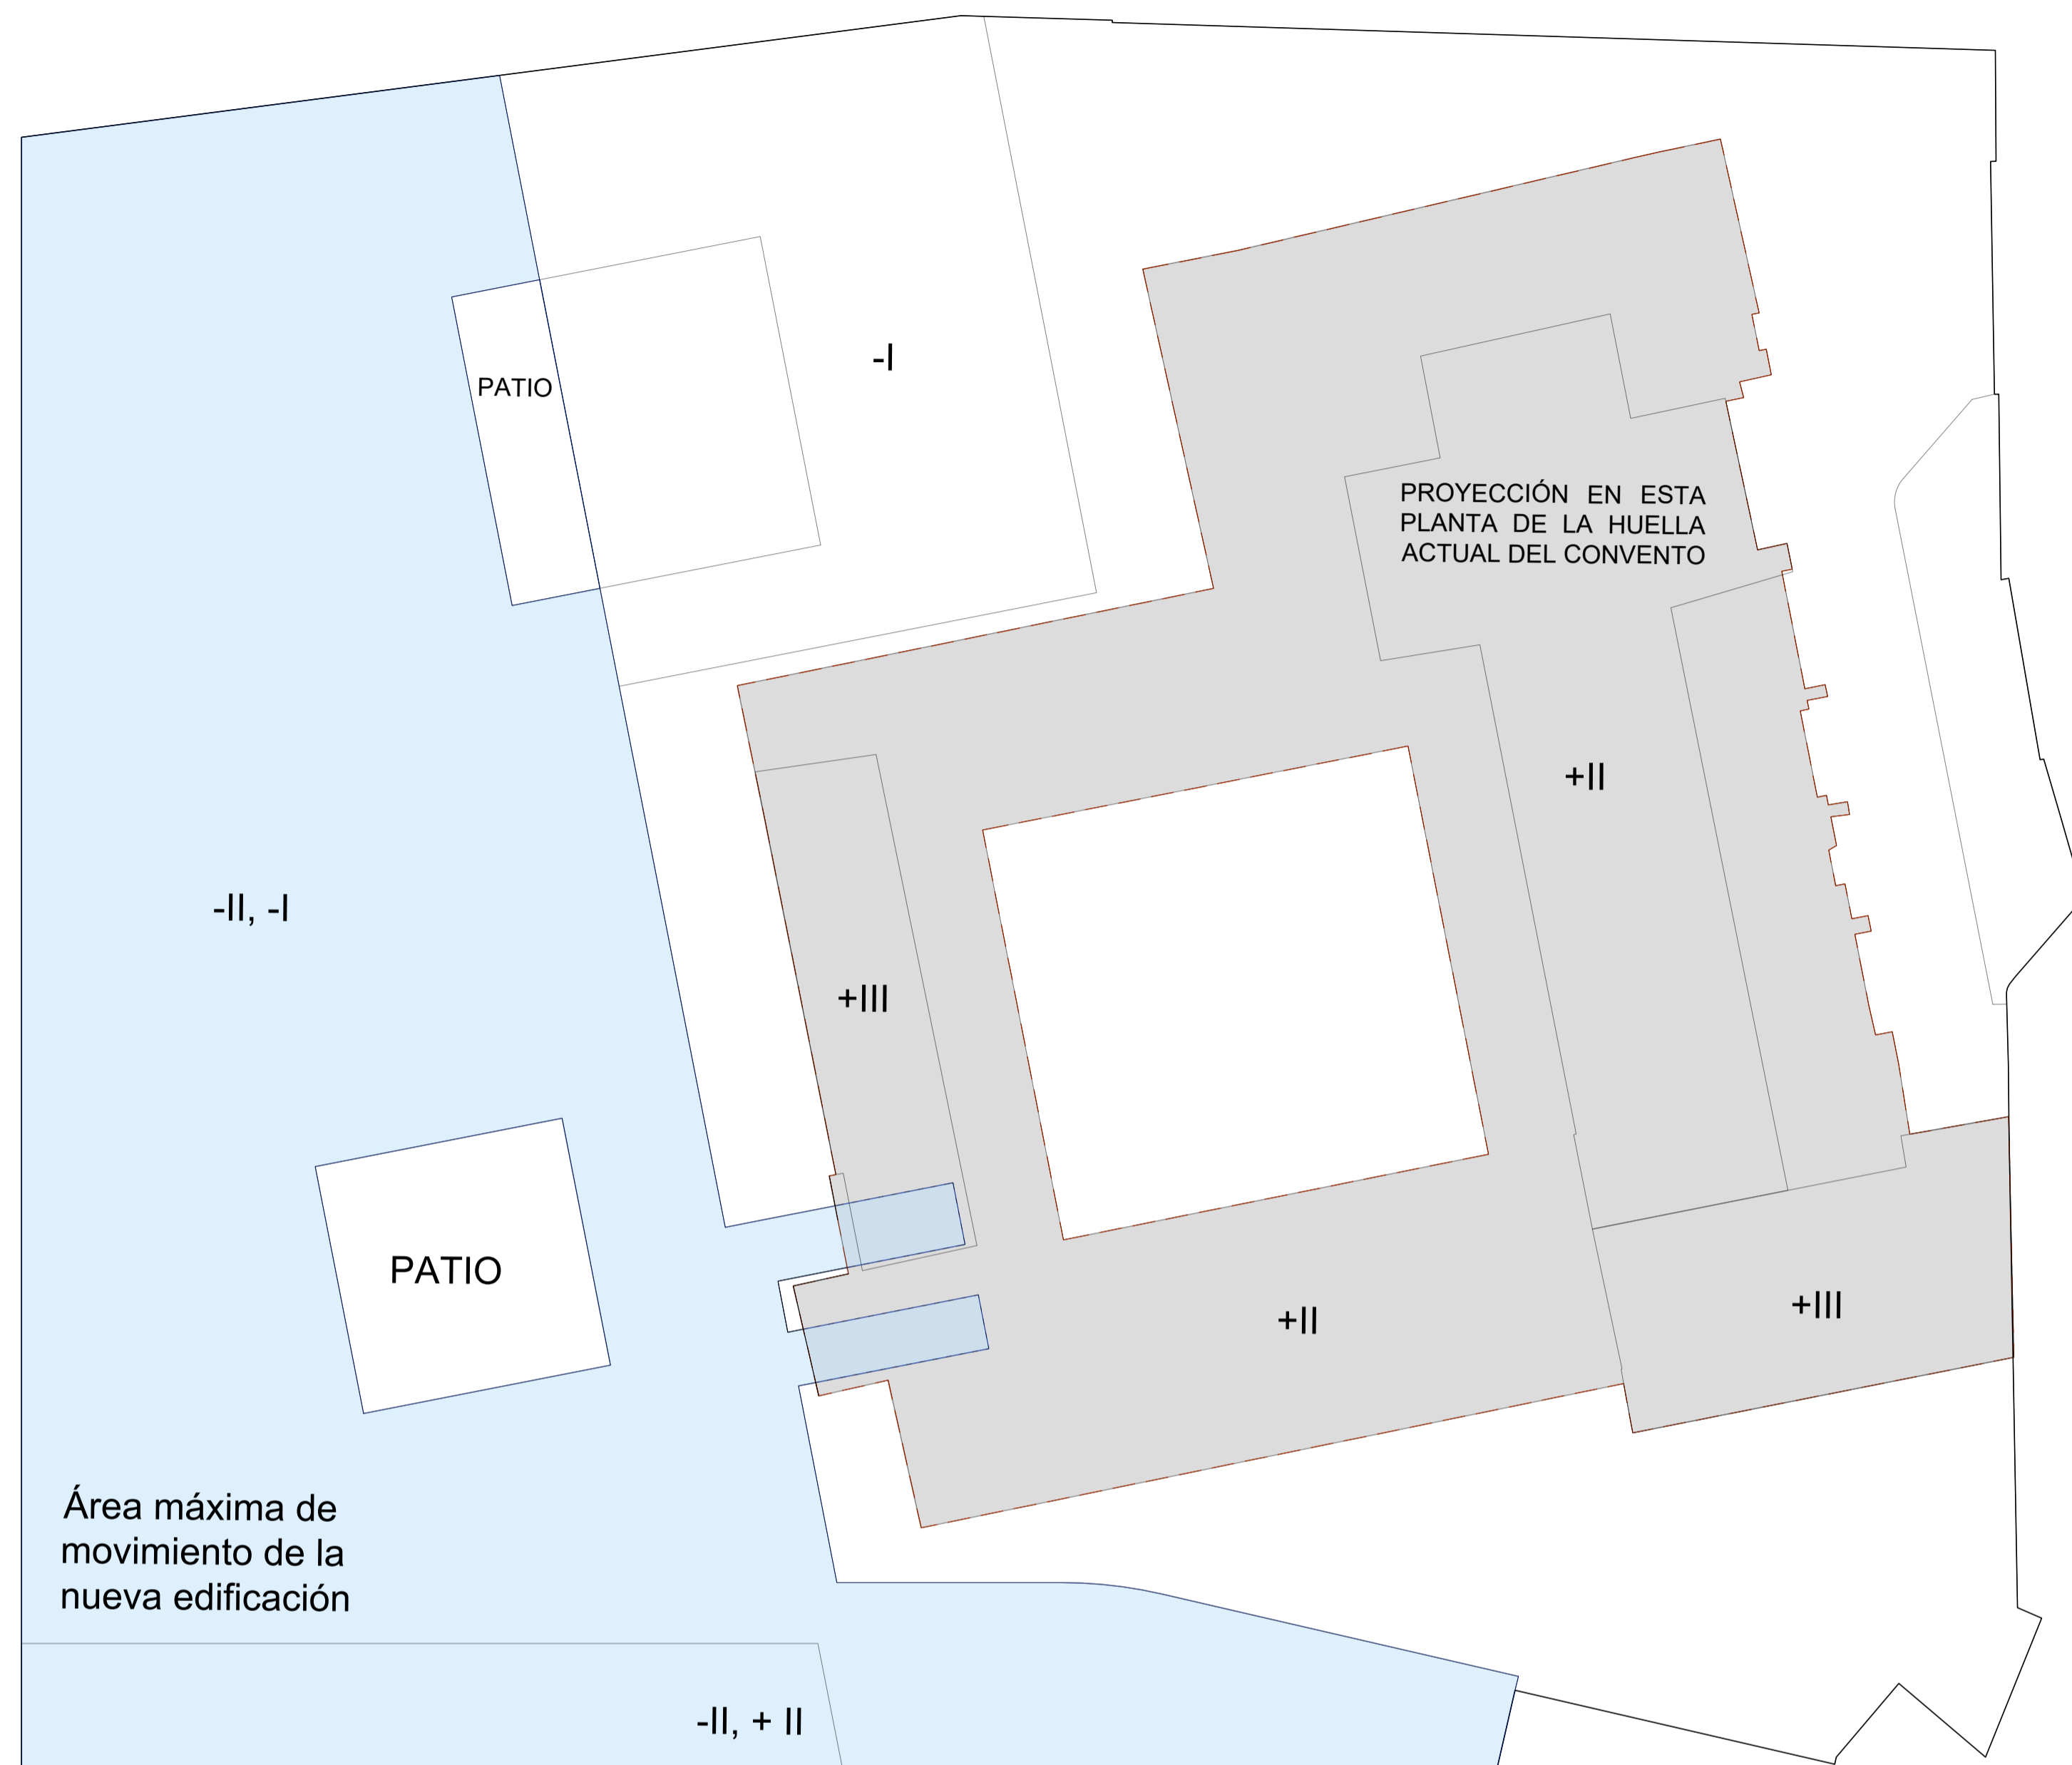 -I
PATIO
PROYECCIÓN EN ESTA
PLANTA DE LA HUELLA
ACTUAL DEL CONVENTO
+II
-II, -I
+III
PATIO
+II
+III
Área máxima de
movimiento de la
nueva edificación
-II, + II